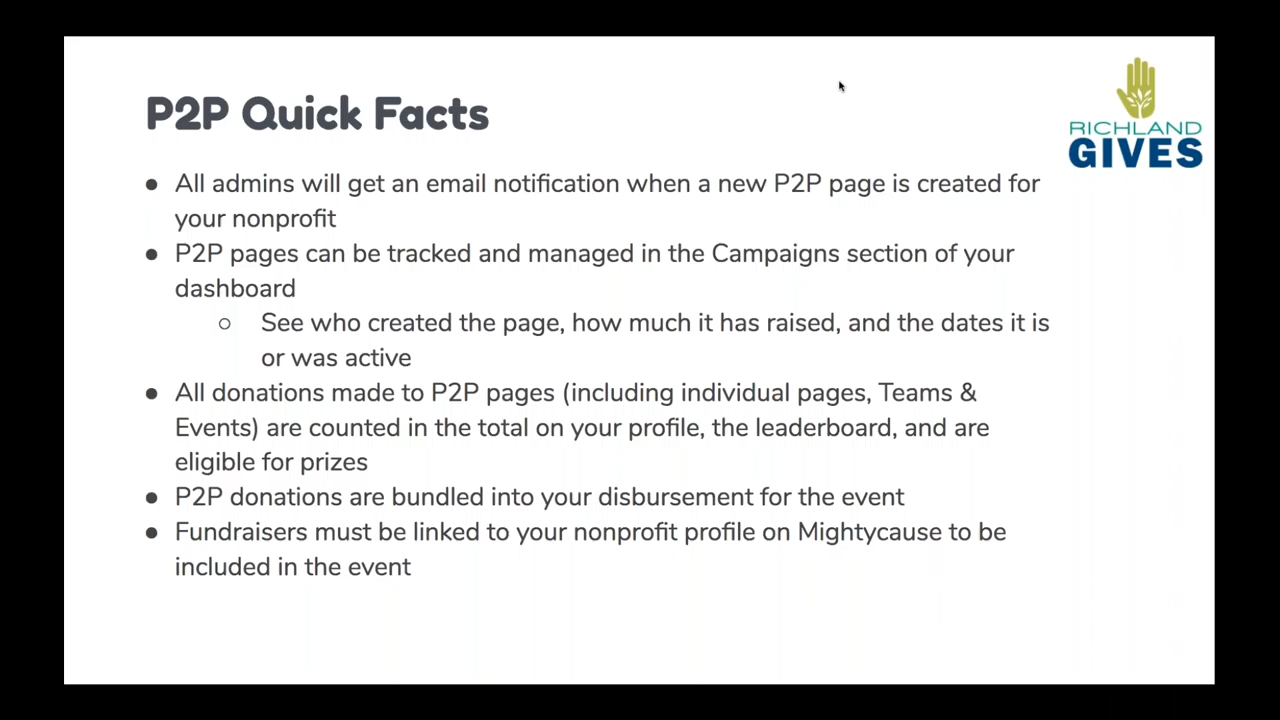 P2P Quick Facts
RICHLAND
GIVES
● All admins will get an email notification when a new P2P page is created for
your nonprofit
● P2P pages can be tracked and managed in the Campaigns section of your
dashboard
○ See who created the page, how much it has raised, and the dates it is
or was active
● All donations made to P2P pages (including individual pages, Teams &
Events) are counted in the total on your profile, the leaderboard, and are
eligible for prizes
● P2P donations are bundled into your disbursement for the event
● Fundraisers must be linked to your nonprofit profile on Mightycause to be
included in the event